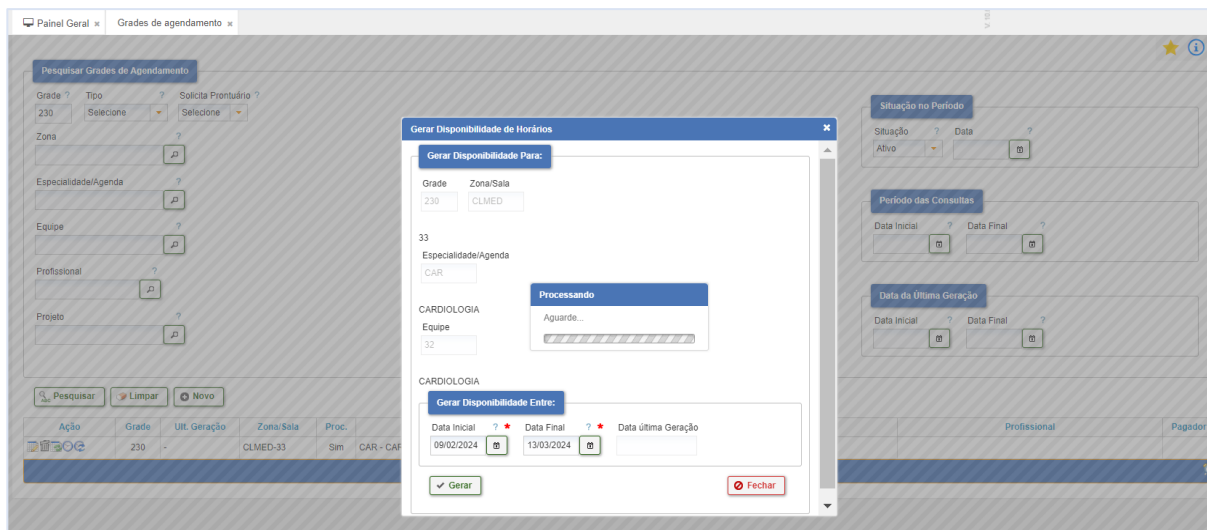 Painel Geral × Grades de agendamento ×
Pesquisar Grades de Agendamento
Grade ? Tipo ? Solicita Prontuário ?
230 Selecione Selecione
Zona ?
Especialidade/Agenda ?
Equipe ?
Profissional ?
Projeto ?
Pesquisar Limpar Novo
Situação no Período
Situação ? Data ?
Ativo
Período das Consultas
Data Inicial ? Data Final ?
Data da Última Geração
Data Inicial ? Data Final ?
Gerar Disponibilidade de Horários ×
Gerar Disponibilidade Para:
Grade Zona/Sala
230 CLMED
33
Especialidade/Agenda
CAR
CARDIOLOGIA
Equipe
32
CARDIOLOGIA
Processando
Aguarde...
Gerar Disponibilidade Entre:
Data Inicial ? * Data Final ? * Data última Geração
09/02/2024 13/03/2024
Gerar Fechar
Ação Grade Ult. Geração Zona/Sala Proc. Profissional Pagador
230 - CLMED-33 Sim CAR - CAR